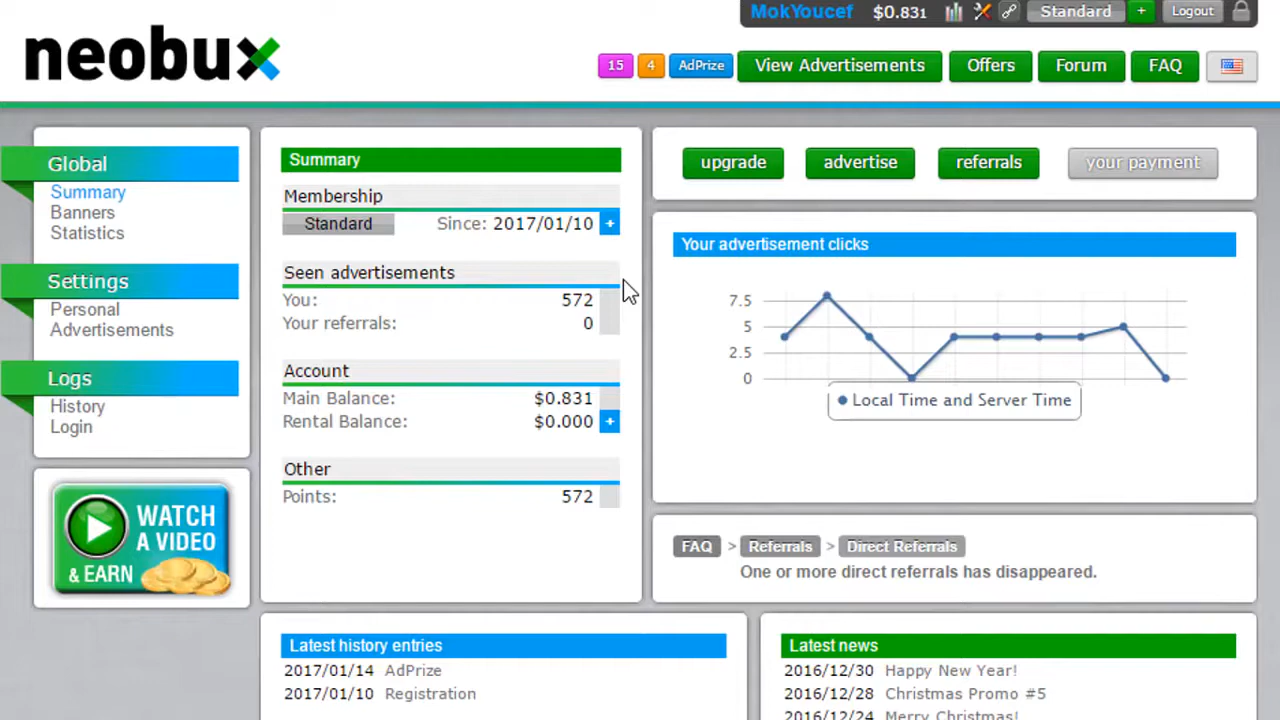 MokYoucef $0.831 Standard + Logout
neobux
15 4 AdPrize View Advertisements Offers Forum FAQ
Global
Summary
Banners
Statistics
Settings
Personal
Advertisements
Logs
History
Login
WATCH
A VIDEO
& EARN
Summary
Membership
Standard Since: 2017/01/10 +
Seen advertisements
You: 572
Your referrals: 0
Account
Main Balance: $0.831
Rental Balance: $0.000 +
Other
Points: 572
upgrade advertise referrals your payment
Your advertisement clicks
7.5
5
2.5
0
Local Time and Server Time
FAQ > Referrals > Direct Referrals
One or more direct referrals has disappeared.
Latest history entries
2017/01/14 AdPrize
2017/01/10 Registration
Latest news
2016/12/30 Happy New Year!
2016/12/28 Christmas Promo #5
2016/12/24 Merry Christmas!